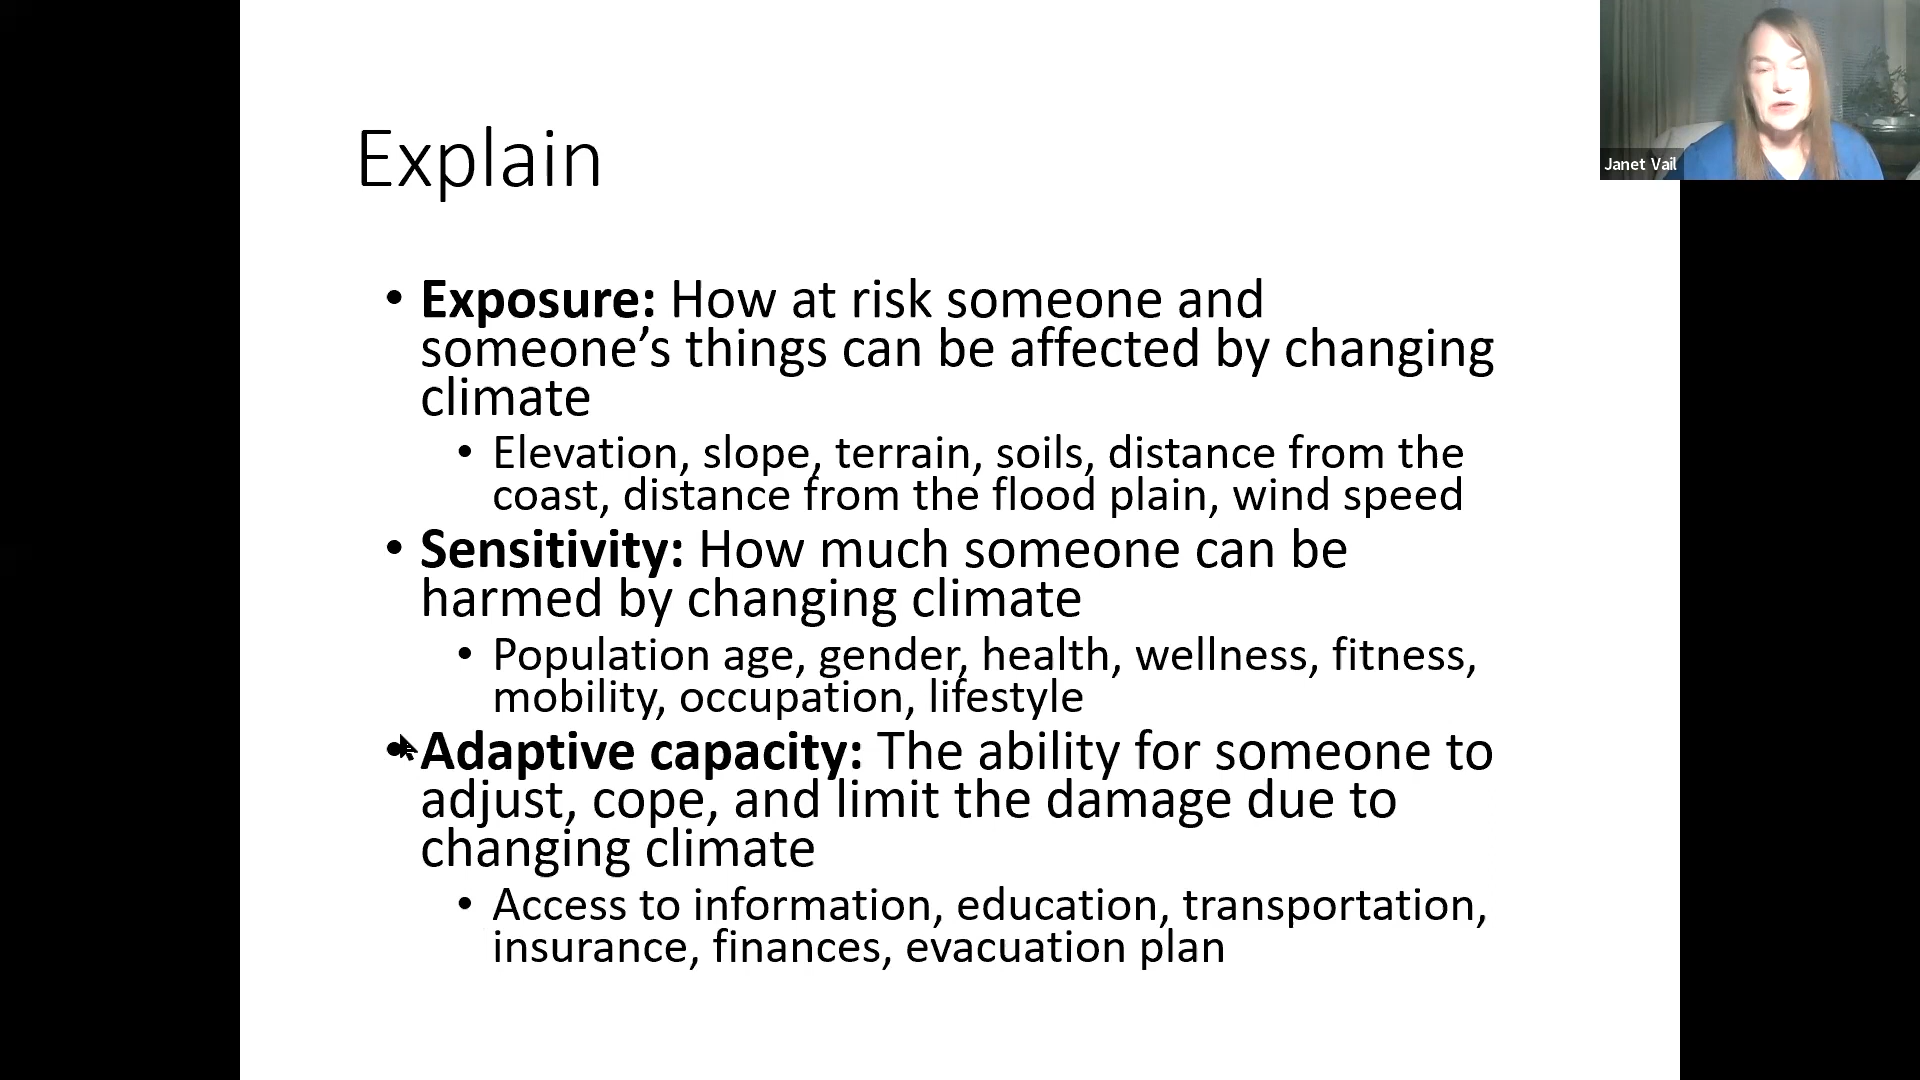 Explain
• Exposure: How at risk someone and
someone’s things can be affected by changing
climate
• Elevation, slope, terrain, soils, distance from the
coast, distance from the flood plain, wind speed
• Sensitivity: How much someone can be
harmed by changing climate
• Population age, gender, health, wellness, fitness,
mobility, occupation, lifestyle
• Adaptive capacity: The ability for someone to
adjust, cope, and limit the damage due to
changing climate
• Access to information, education, transportation,
insurance, finances, evacuation plan
Janet Vail